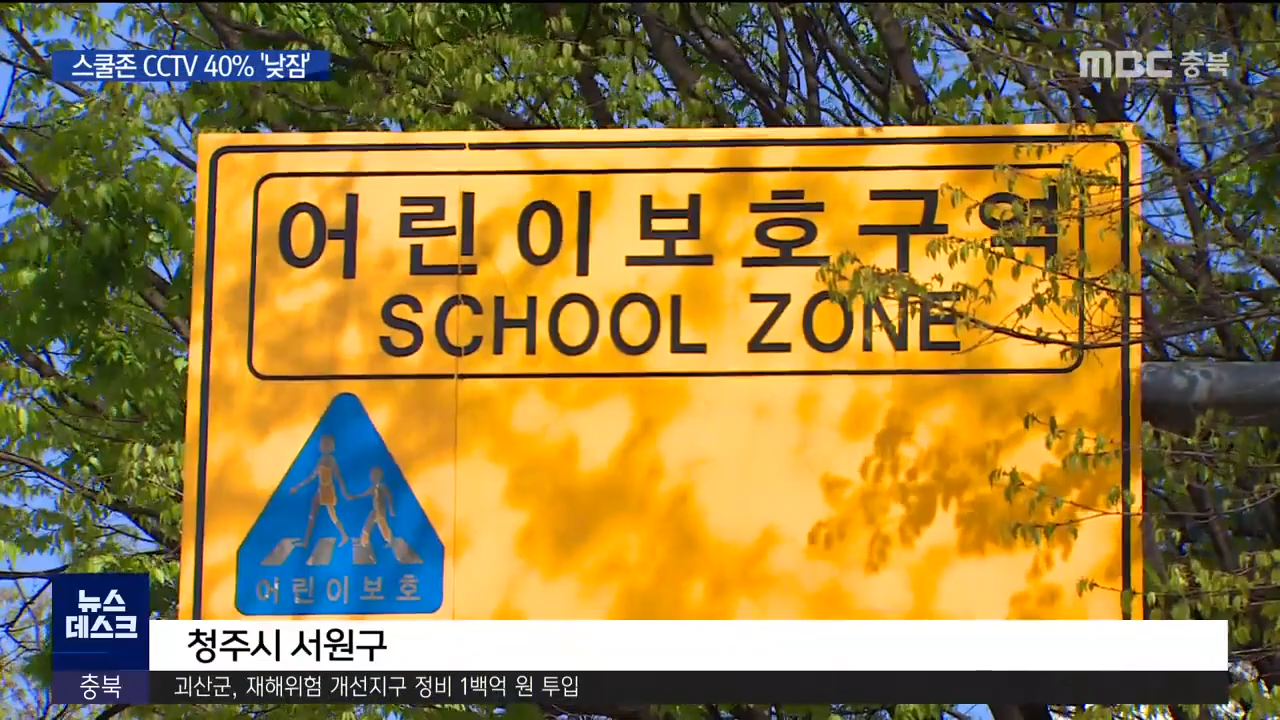 스쿨존 CCTV 40% '낮잠'
MBC 충북
어린이보호구역
SCHOOL ZONE
어린이보호
뉴스
데스크
충북
청주시 서원구
괴산군, 재해위험 개선지구 정비 1백억 원 투입